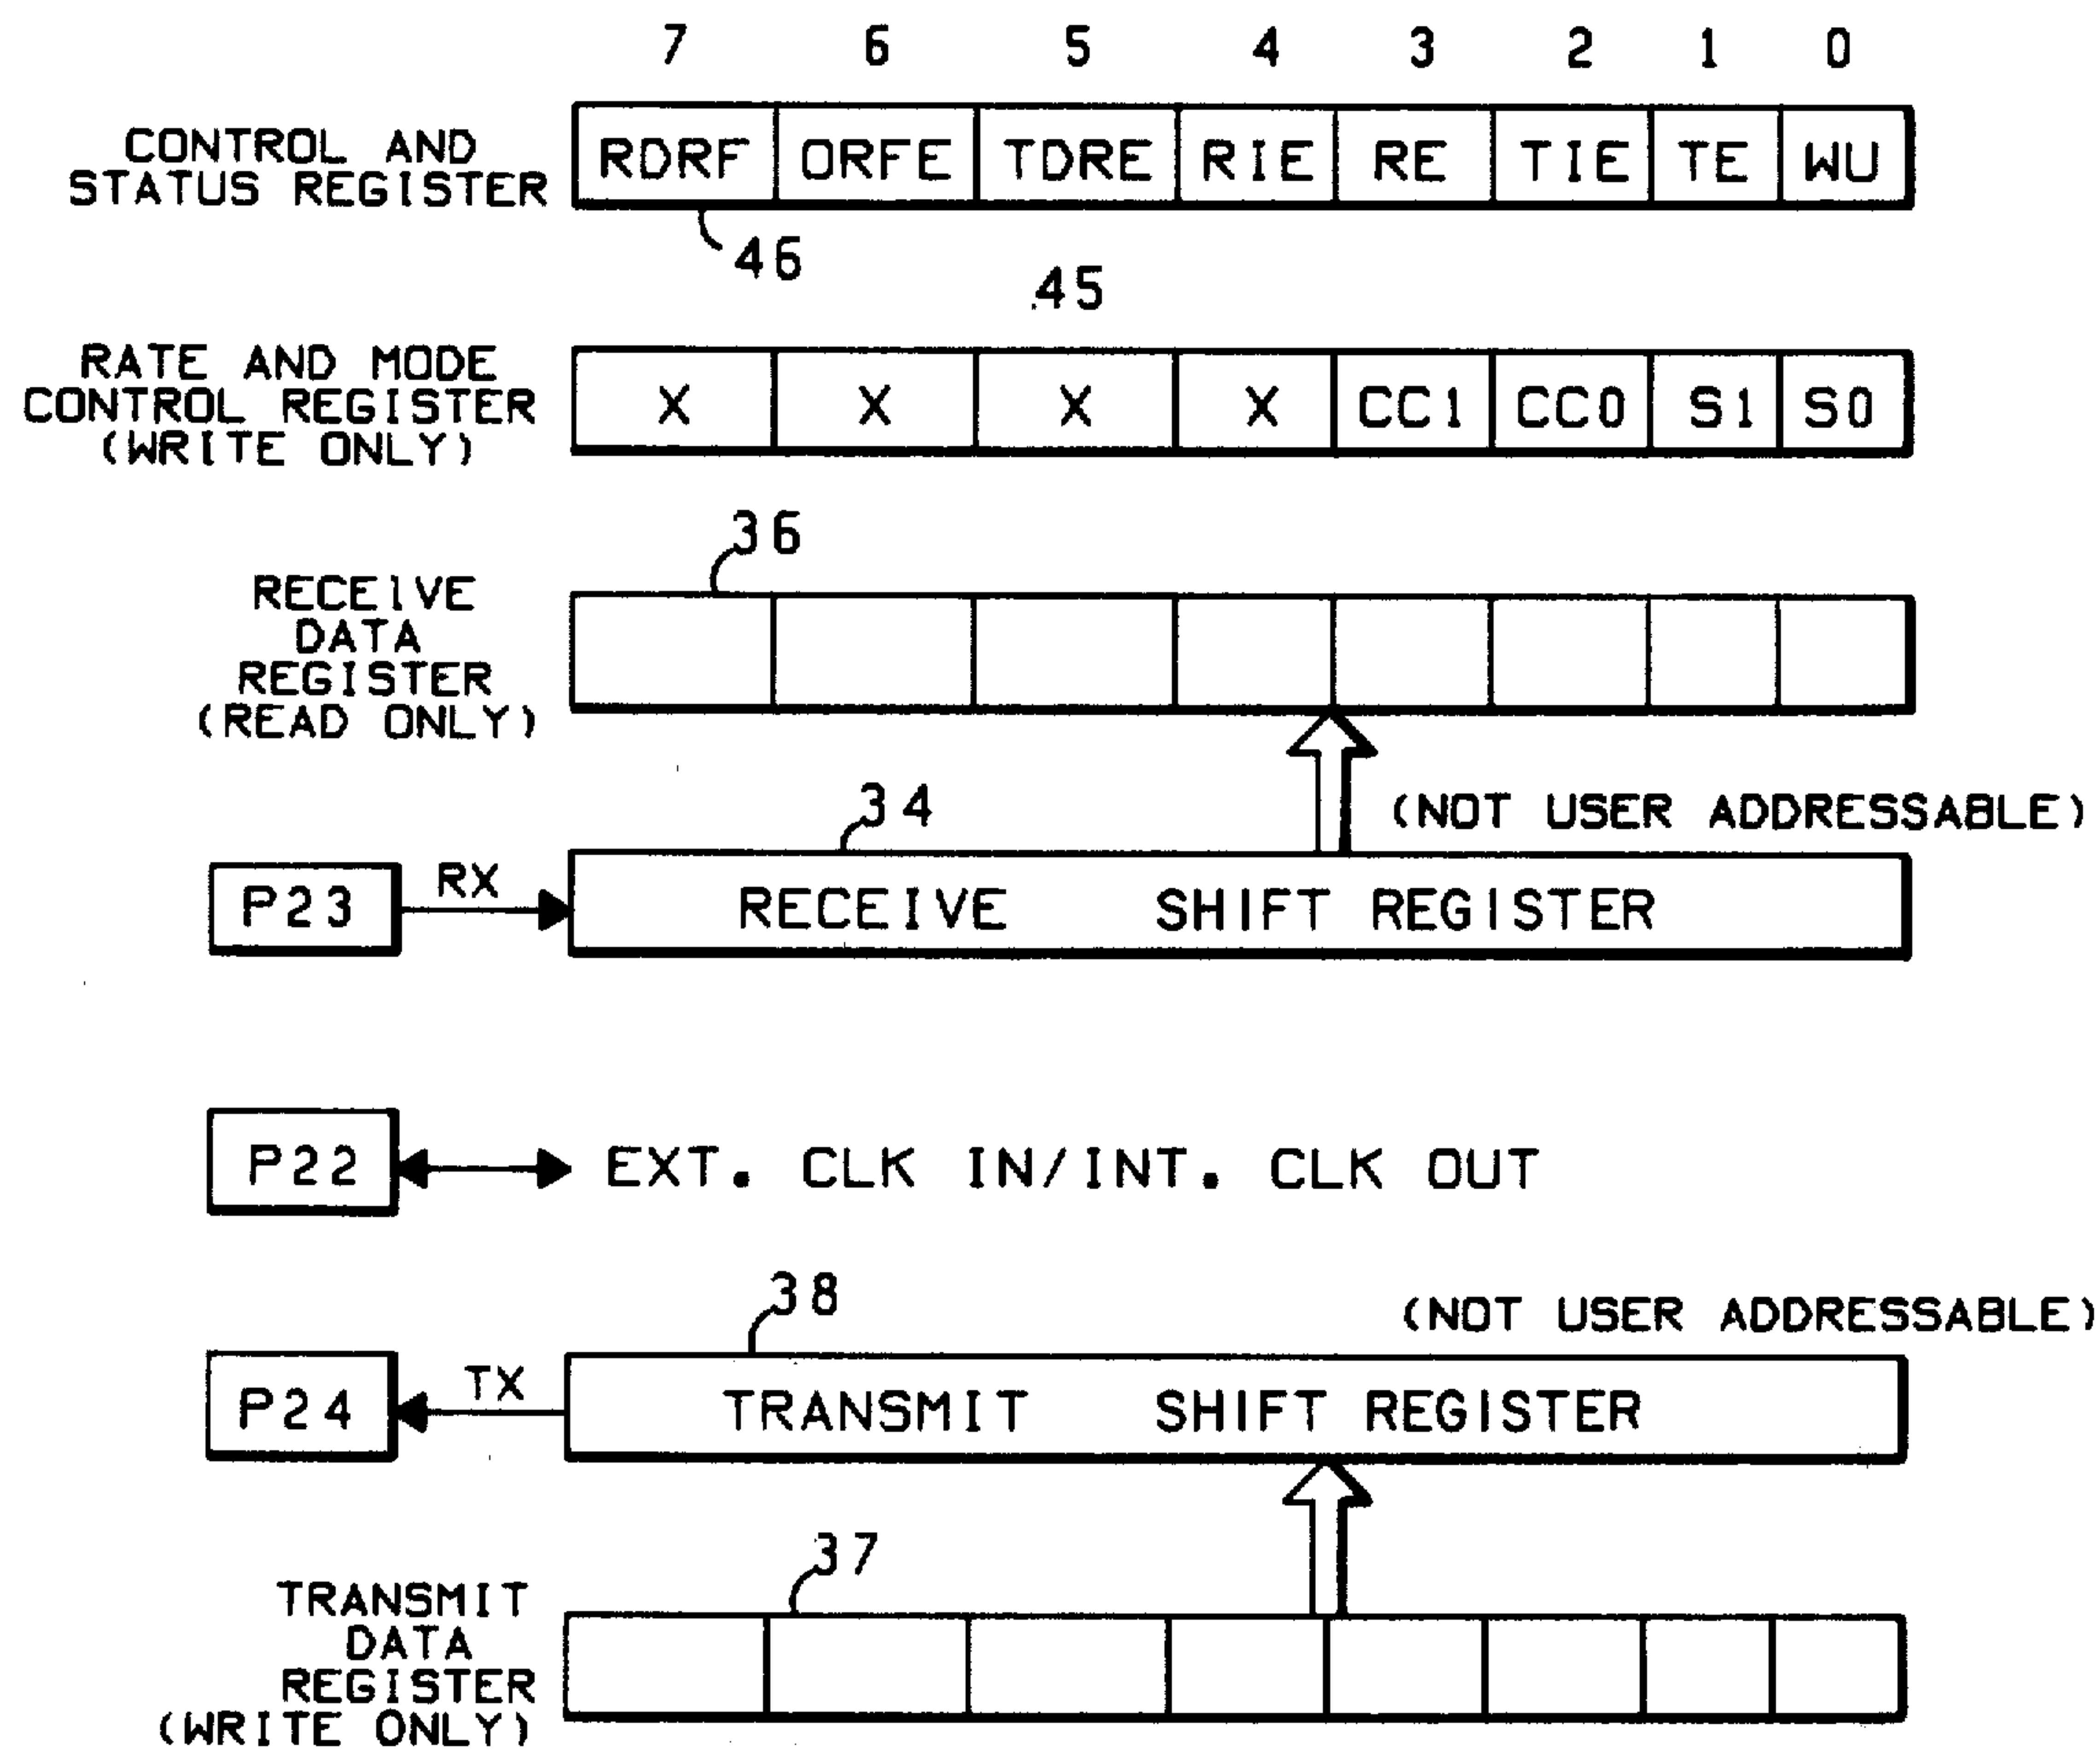 7 6 5 4 3 2 1 0
CONTROL AND
STATUS REGISTER
RDRF ORFE TDRE RIE RE TIE TE WU
46
45
RATE AND MODE
CONTROL REGISTER
(WRITE ONLY)
X X X X CC1 CC0 S1 S0
36
RECEIVE
DATA
REGISTER
(READ ONLY)
34
(NOT USER ADDRESSABLE)
P23
RX
RECEIVE SHIFT REGISTER
P22
EXT. CLK IN/INT. CLK OUT
38
(NOT USER ADDRESSABLE)
P24
TX
TRANSMIT SHIFT REGISTER
37
TRANSMIT
DATA
REGISTER
(WRITE ONLY)